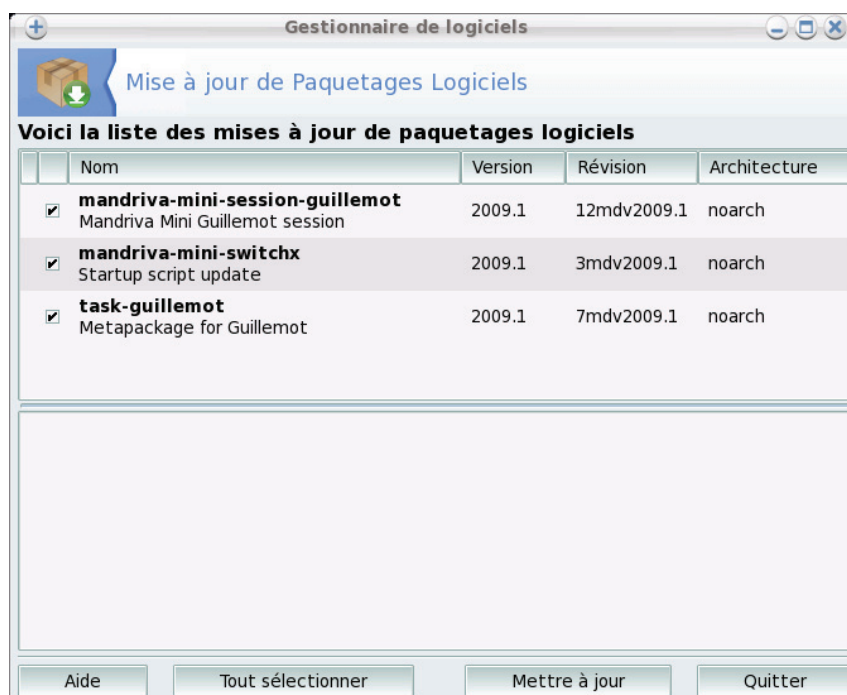 Gestionnaire de logiciels
Mise à jour de Paquetages Logiciels
Voici la liste des mises à jour de paquetages logiciels
Nom Version Révision Architecture
mandriva-mini-session-guillemot
Mandriva Mini Guillemot session 2009.1 12mdv2009.1 noarch
mandriva-mini-switchx
Startup script update 2009.1 3mdv2009.1 noarch
task-guillemot
Metapackage for Guillemot 2009.1 7mdv2009.1 noarch
Aide Tout sélectionner Mettre à jour Quitter